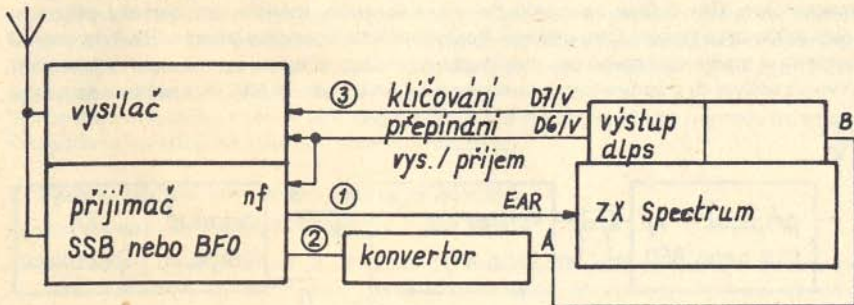 vysílač
③ klíčování D7/v
přepínání D6/v
vys./příjem
výstup
dlps
B
přijímač
SSB nebo BFO
nf
①
EAR
ZX Spectrum
②
konvertor
A